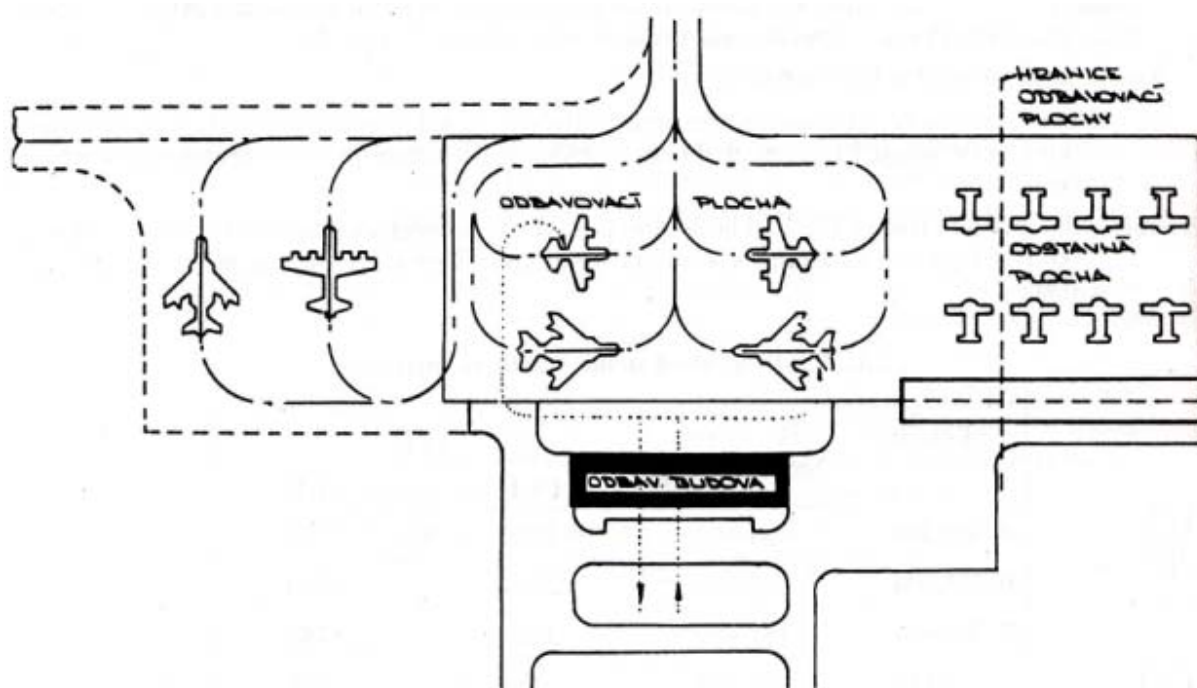 HRANICE
ODBAVOVACÍ
PLOCHY
ODBAVOVACÍ PLOCHA
ODSTAVNÁ
PLOCHA
ODBAV. BUDOVA